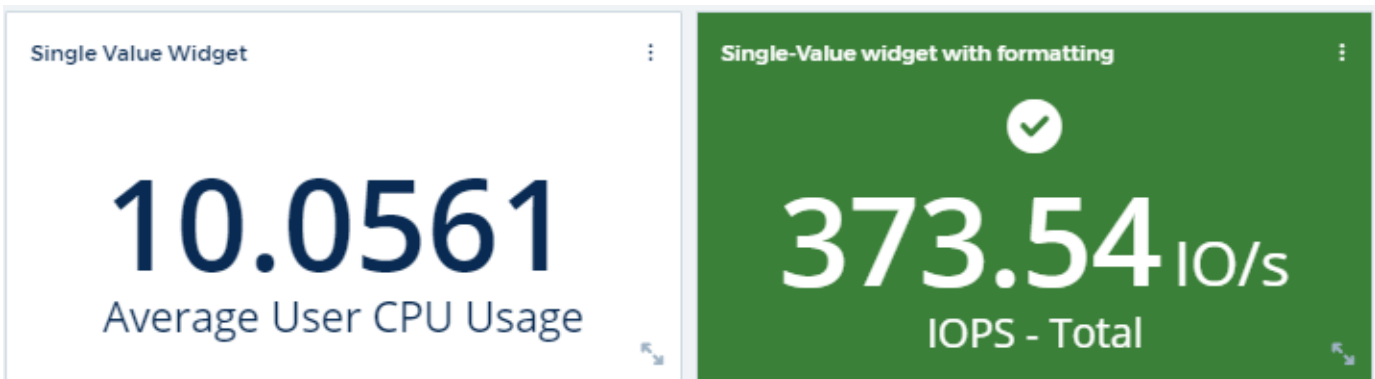 Single Value Widget
10.0561
Average User CPU Usage
Single-Value widget with formatting
373.54 IO/s
IOPS - Total